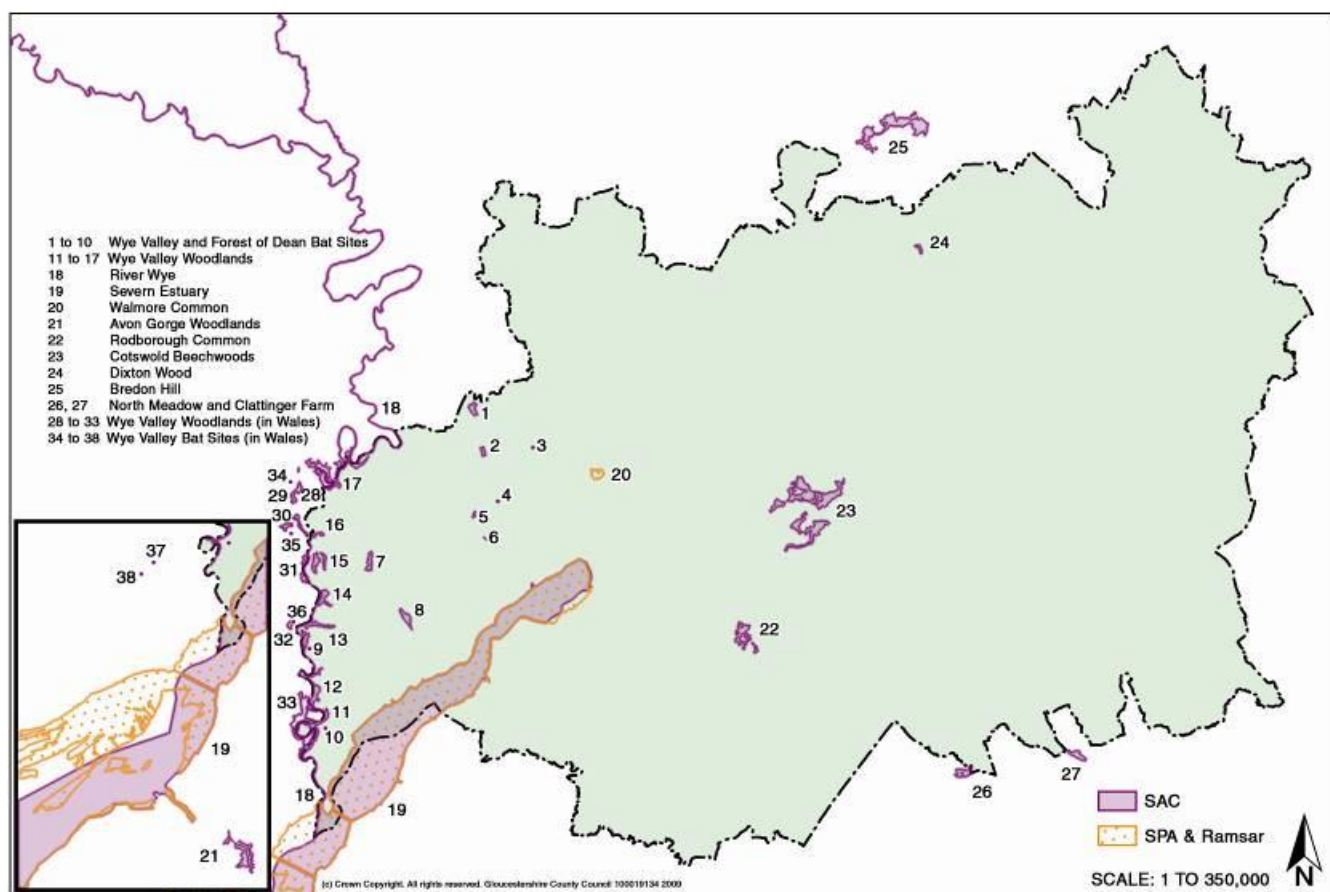 25
24
1 to 10 Wye Valley and Forest of Dean Bat Sites
11 to 17 Wye Valley Woodlands
18 River Wye
19 Severn Estuary
20 Walmore Common
21 Avon Gorge Woodlands
22 Rodborough Common
23 Cotswold Beechwoods
24 Dixton Wood
25 Bredon Hill
26, 27 North Meadow and Clattinger Farm
28 to 33 Wye Valley Woodlands (in Wales)
34 to 38 Wye Valley Bat Sites (in Wales)
18
1
2
3
34
20
29
28
17
4
23
30
5
16
35
6
37
38
31
15
7
14
36
8
32
13
9
22
12
33
11
10
19
27
26
18
19
21
SAC
SPA & Ramsar
SCALE: 1 TO 350,000
N
(c) Crown Copyright. All rights reserved. Gloucestershire County Council 100019134 2009